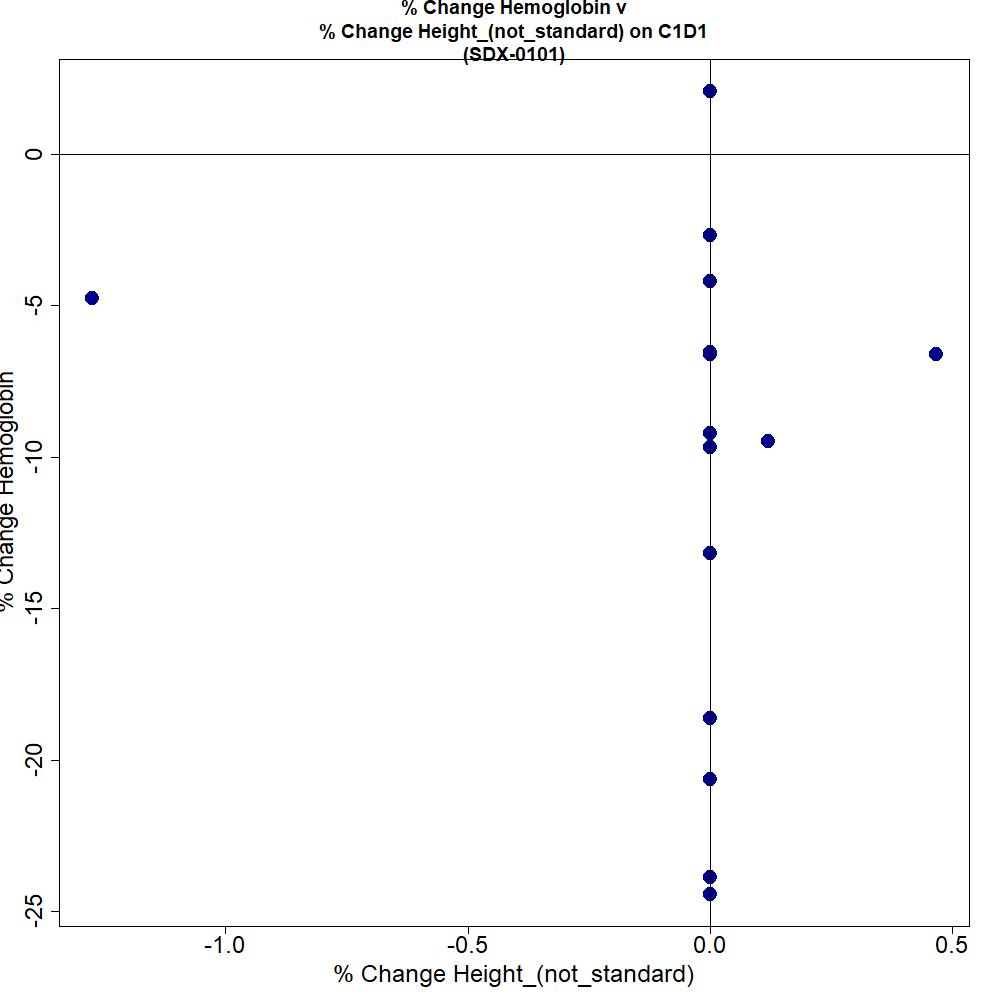 % Change Hemoglobin v
% Change Height_(not_standard) on C1D1
(SDX-0101)
% Change Hemoglobin
0
-5
-10
-15
-20
-25
-1.0 -0.5 0.0 0.5
% Change Height_(not_standard)